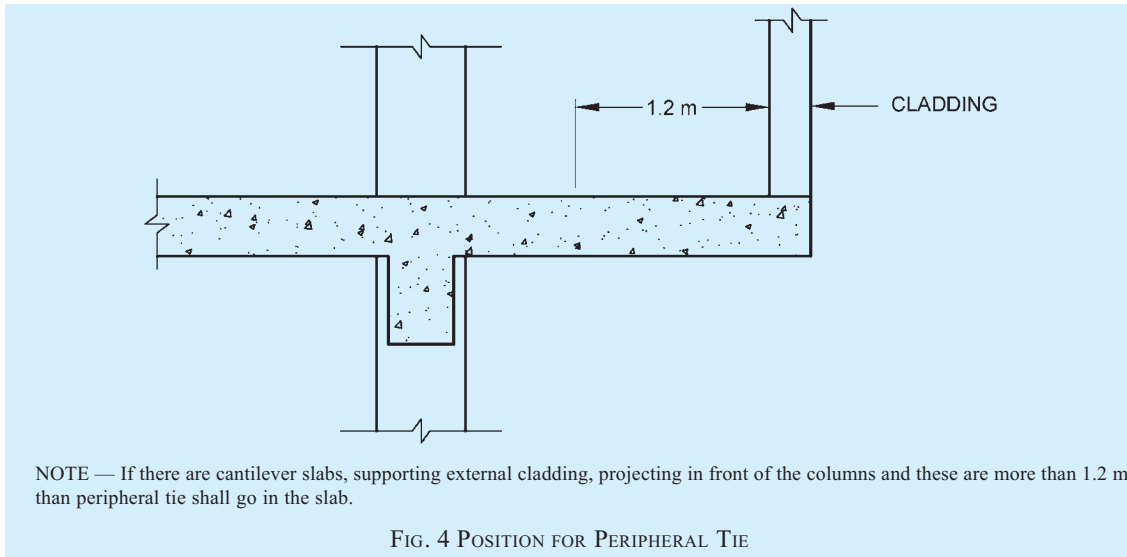 1.2 m
CLADDING
NOTE — If there are cantilever slabs, supporting external cladding, projecting in front of the columns and these are more than 1.2 m
than peripheral tie shall go in the slab.
FIG. 4 POSITION FOR PERIPHERAL TIE